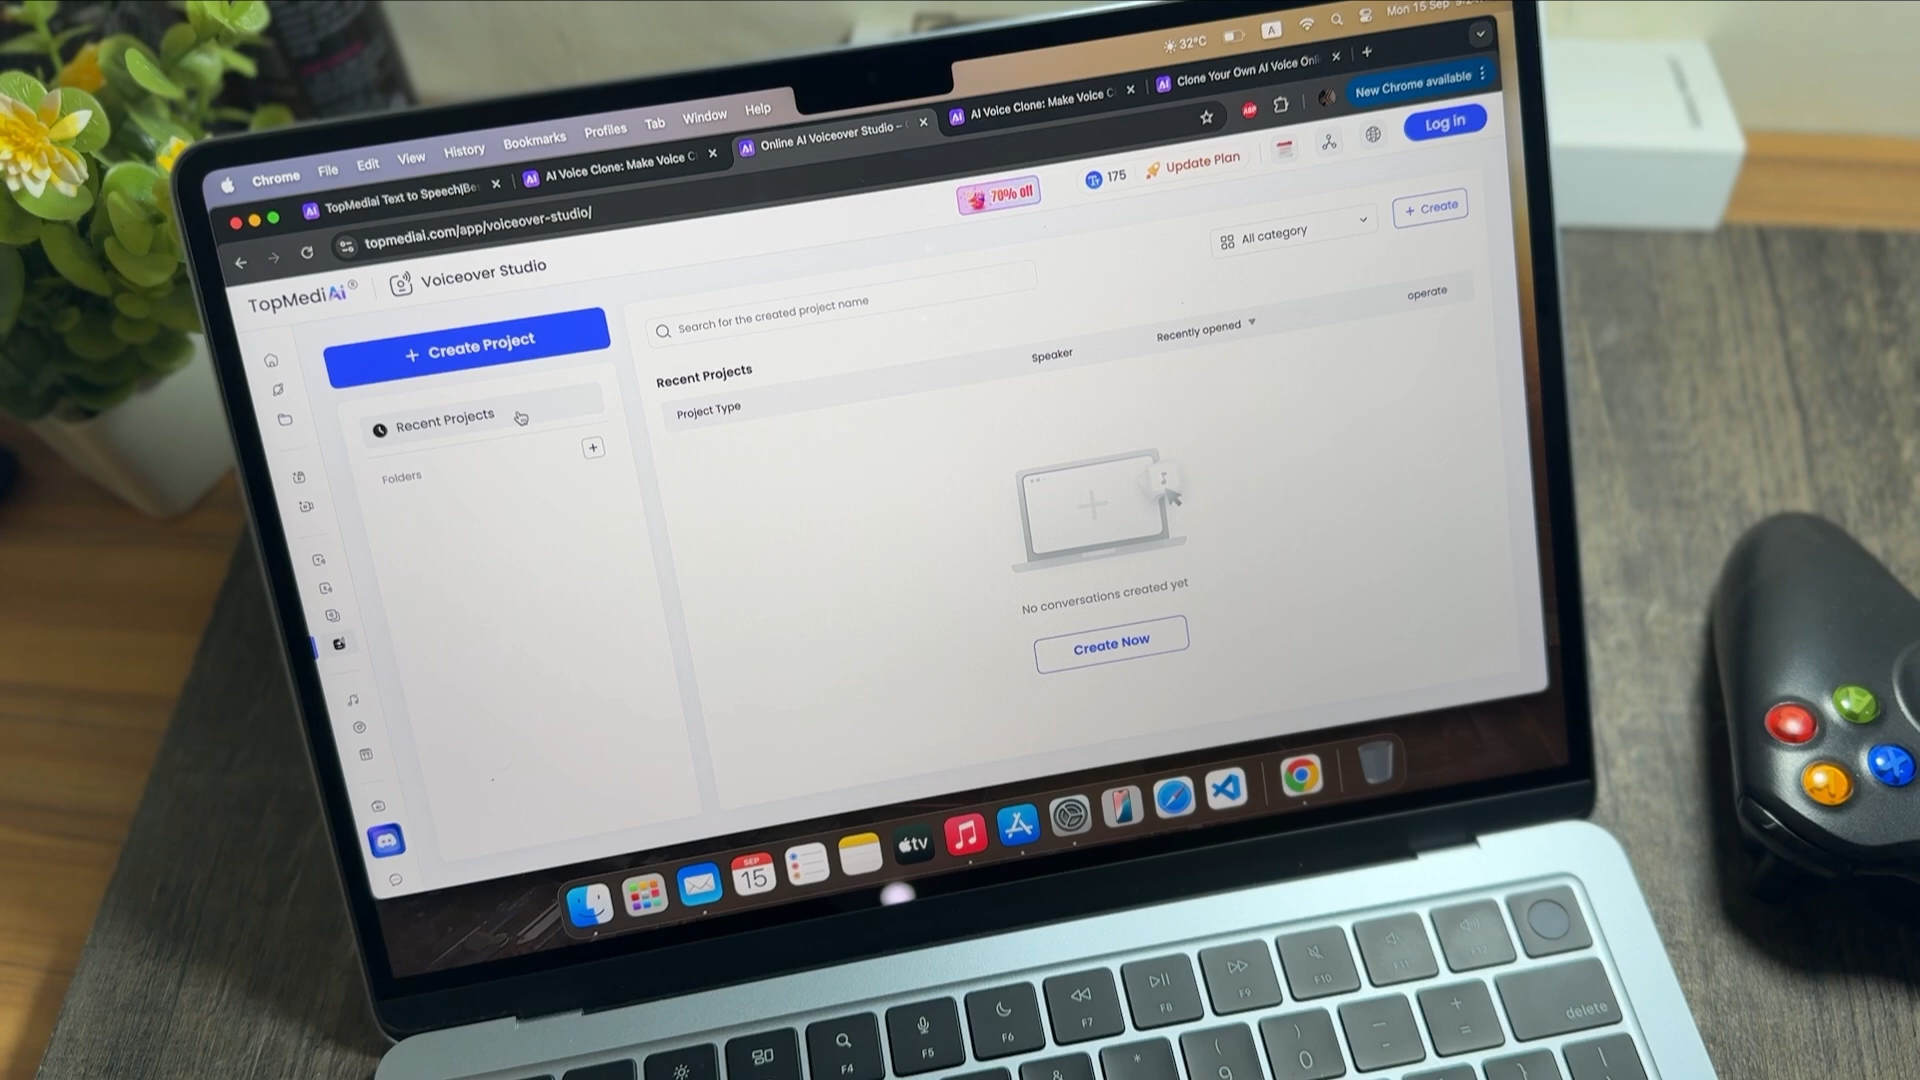 Chrome File Edit View History Bookmarks Profiles Tab Window Help
32°C A Mon 15 Sep
TopMediai Text to Speech|Be
AI Voice Clone: Make Voice C
Online AI Voiceover Studio –
AI Voice Clone: Make Voice C
Clone Your Own AI Voice Onli
topmediai.com/app/voiceover-studio/
ABP
New Chrome available
TopMediAi®
Voiceover Studio
70% off
175
Update Plan
Log in
+ Create Project
Search for the created project name
All category
+ Create
Recent Projects
Folders
Recent Projects
Project Type
Speaker
Recently opened
operate
No conversations created yet
Create Now
SEP
15
tv
F4
F5
F6
F7
F8
F9
F10
F11
F12
delete
&
*
(
9
)
0
—
-
+
=
}
|